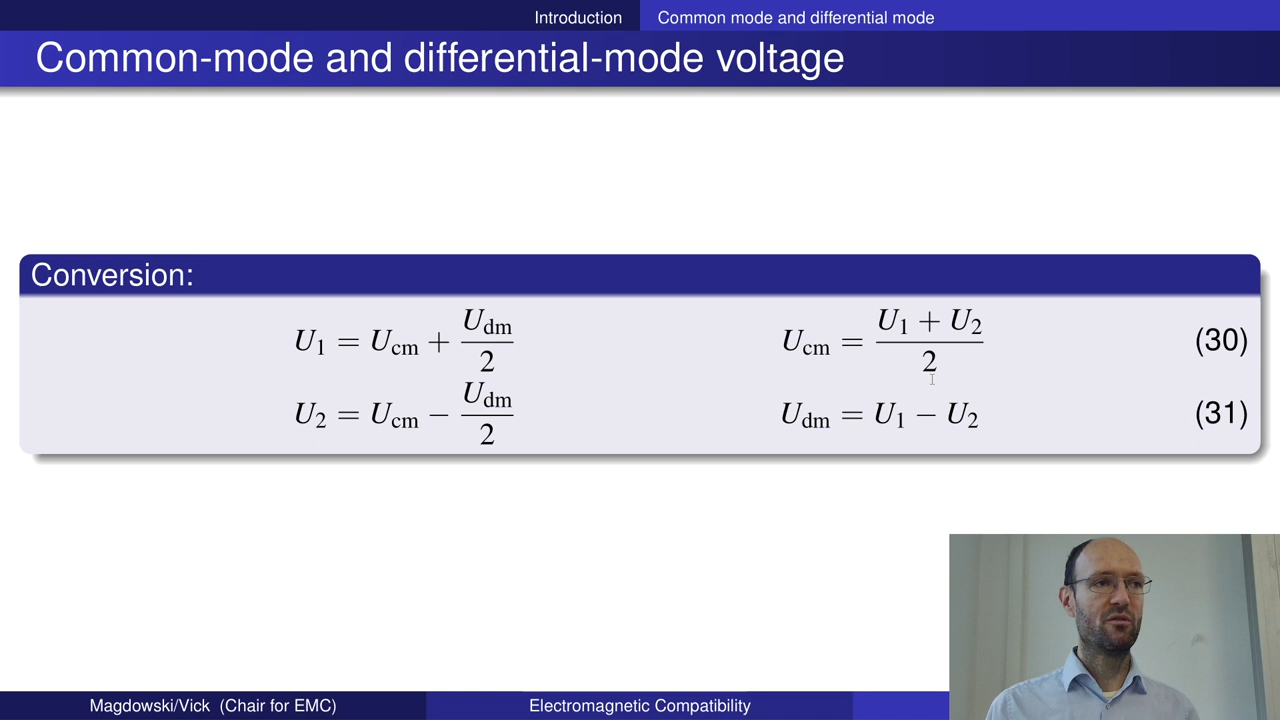 Introduction Common mode and differential mode
Common-mode and differential-mode voltage
Conversion:
U₁ = U_cm + U_dm/2 U_cm = (U₁ + U₂)/2 (30)
U₂ = U_cm − U_dm/2 U_dm = U₁ − U₂ (31)
Magdowski/Vick (Chair for EMC) Electromagnetic Compatibility